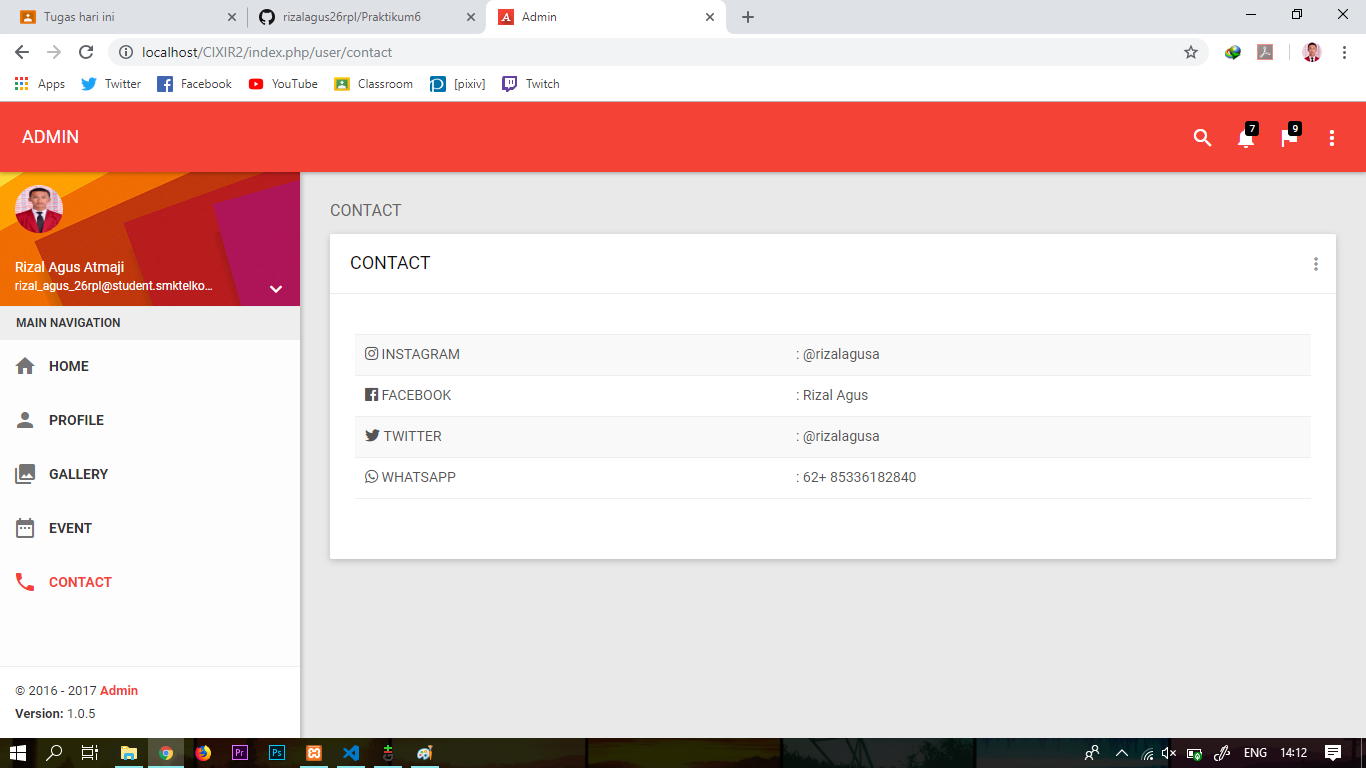 Tugas hari ini
rizalagus26rpl/Praktikum6
Admin
localhost/CIXIR2/index.php/user/contact
Apps Twitter Facebook YouTube Classroom [pixiv] Twitch
ADMIN
7 9
Rizal Agus Atmaji
rizal_agus_26rpl@student.smktelko...
MAIN NAVIGATION
HOME
PROFILE
GALLERY
EVENT
CONTACT
© 2016 - 2017 Admin
Version: 1.0.5
CONTACT
CONTACT
INSTAGRAM : @rizalagusa
FACEBOOK : Rizal Agus
TWITTER : @rizalagusa
WHATSAPP : 62+ 85336182840
Pr Ps ENG 14:12